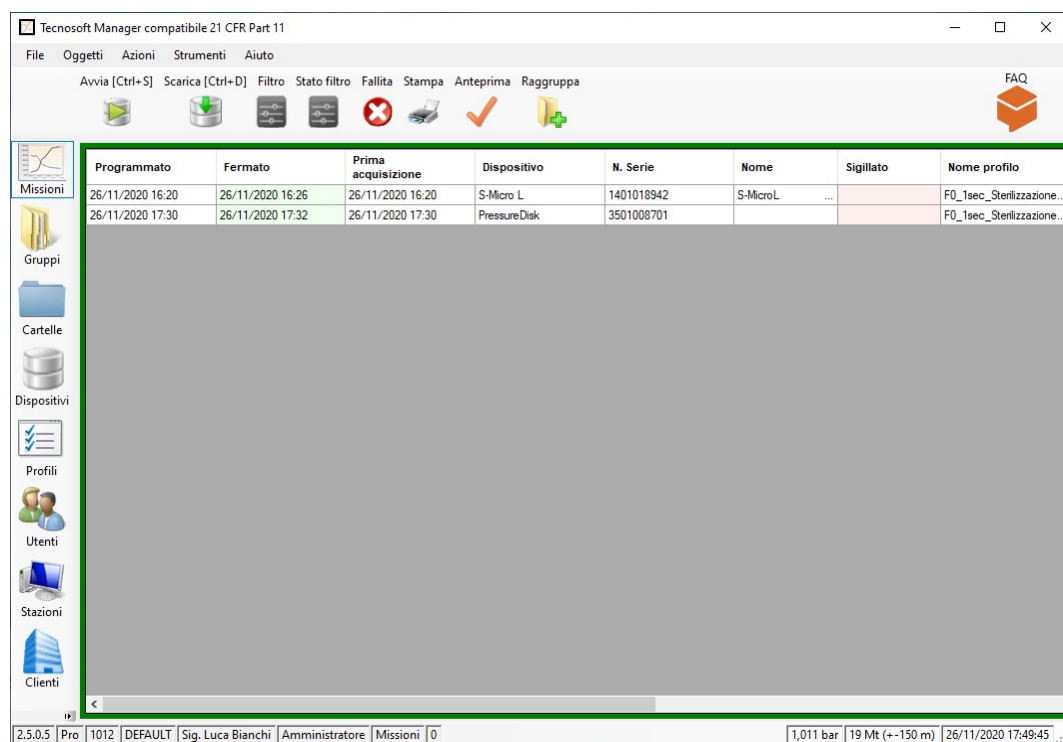 Tecnosoft Manager compatibile 21 CFR Part 11
File Oggetti Azioni Strumenti Aiuto
Avvia [Ctrl+S] Scarica [Ctrl+D] Filtro Stato filtro Fallita Stampa Anteprima Raggruppa FAQ
Missioni
Gruppi
Cartelle
Dispositivi
Profili
Utenti
Stazioni
Clienti
Programmato Fermato Prima acquisizione Dispositivo N. Serie Nome Sigillato Nome profilo
26/11/2020 16:20 26/11/2020 16:26 26/11/2020 16:20 S-Micro L 1401018942 S-MicroL ... F0_1sec_Sterilizzazione...
26/11/2020 17:30 26/11/2020 17:32 26/11/2020 17:30 PressureDisk 3501008701 F0_1sec_Sterilizzazione...
2.5.0.5 Pro 1012 DEFAULT Sig. Luca Bianchi Amministratore Missioni 0 1,011 bar 19 Mt (+-150 m) 26/11/2020 17:49:45